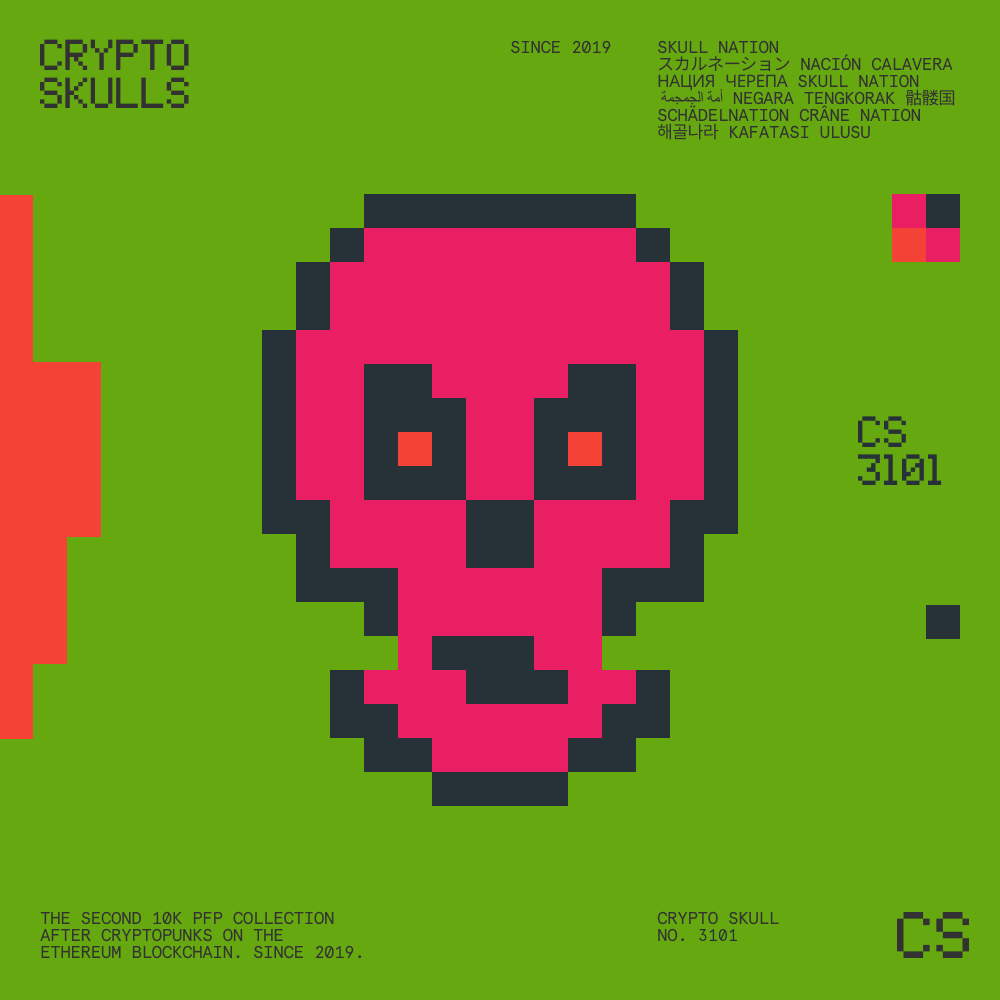 CRYPTO
SKULLS
SINCE 2019
SKULL NATION
スカルネーション NACIÓN CALAVERA
НАЦИЯ ЧЕРЕПА SKULL NATION
أمة الجمجمة NEGARA TENGKORAK 骷髅国
SCHÄDELNATION CRÂNE NATION
해골나라 KAFATASI ULUSU
CS
3101
THE SECOND 10K PFP COLLECTION
AFTER CRYPTOPUNKS ON THE
ETHEREUM BLOCKCHAIN. SINCE 2019.
CRYPTO SKULL
NO. 3101
CS